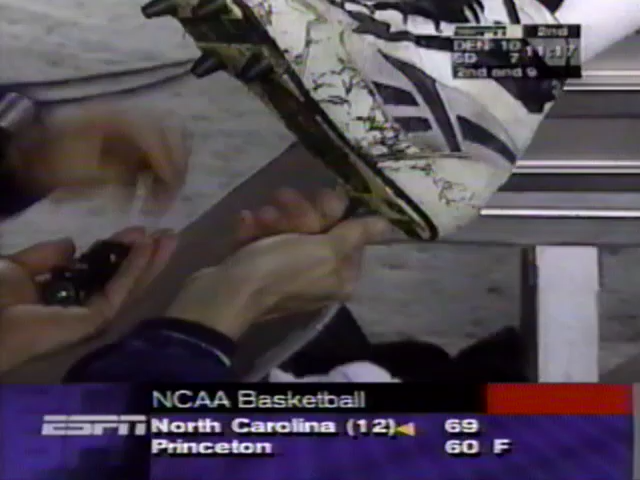 ESPN 2nd
DEN 10 11:17
SD 7
2nd and 9
NCAA Basketball
ESPN North Carolina (12) 69
Princeton 60 F